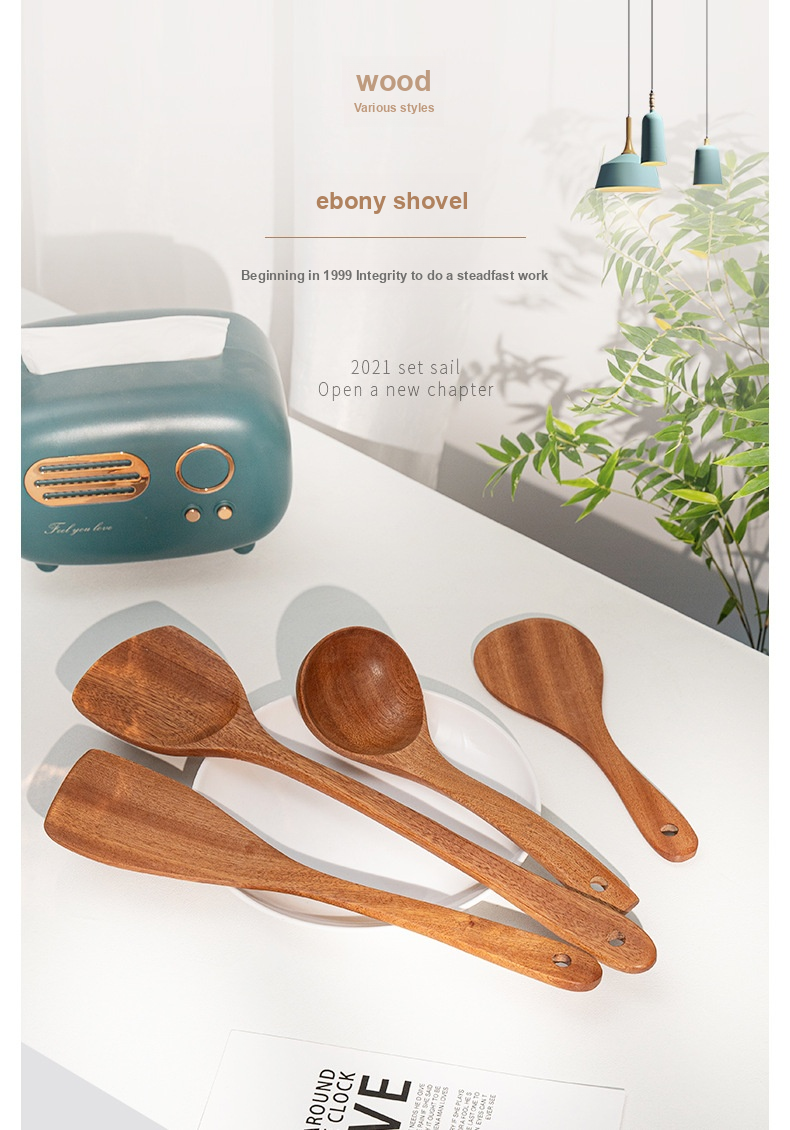 wood
Various styles
ebony shovel
Beginning in 1999 Integrity to do a steadfast work
2021 set sail
Open a new chapter
Feel you love
AROUND
CLOCK
VE